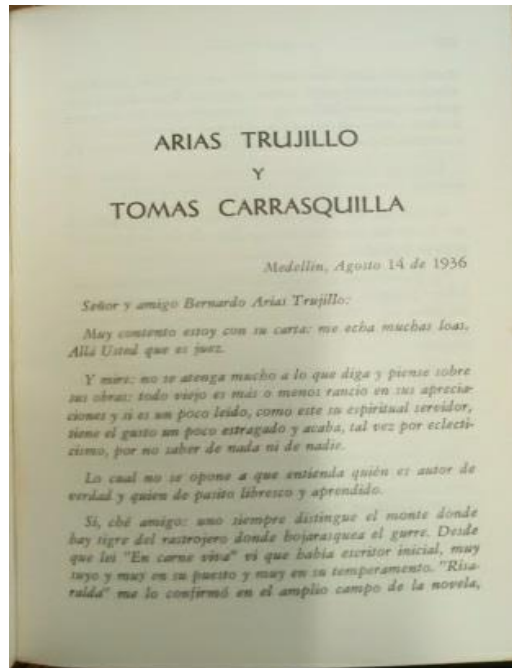 ARIAS TRUJILLO
Y
TOMAS CARRASQUILLA
Medellín, Agosto 14 de 1936
Señor y amigo Bernardo Arias Trujillo:
Muy contento estoy con su carta: me echa muchas loas.
Allá Usted que es juez.
Y mire: no se atenga mucho a lo que diga y piense sobre
sus obras: todo viejo es más o menos rancio en sus aprecia-
ciones y si es un poco leído, como este su espiritual servidor,
tiene el gusto un poco estragado y acaba, tal vez por eclecti-
cismo, por no saber de nada ni de nadie.
Lo cual no se opone a que entienda quién es autor de
verdad y quien de pasito libresco y aprendido.
Sí, ché amigo: uno siempre distingue el monte donde
hay tigre del rastrojero donde hojarasquea el gurre. Desde
que leí "En carne viva" vi que había escritor inicial, muy
suyo y muy en su puesto y muy en su temperamento. "Risa-
ralda" me lo confirmó en el amplio campo de la novela,